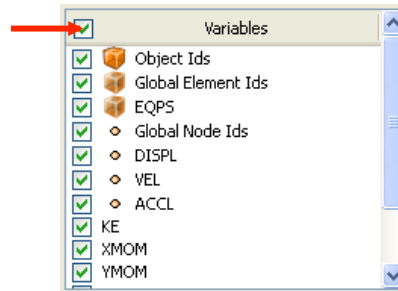 Variables
Object Ids
Global Element Ids
EQPS
Global Node Ids
DISPL
VEL
ACCL
KE
XMOM
YMOM